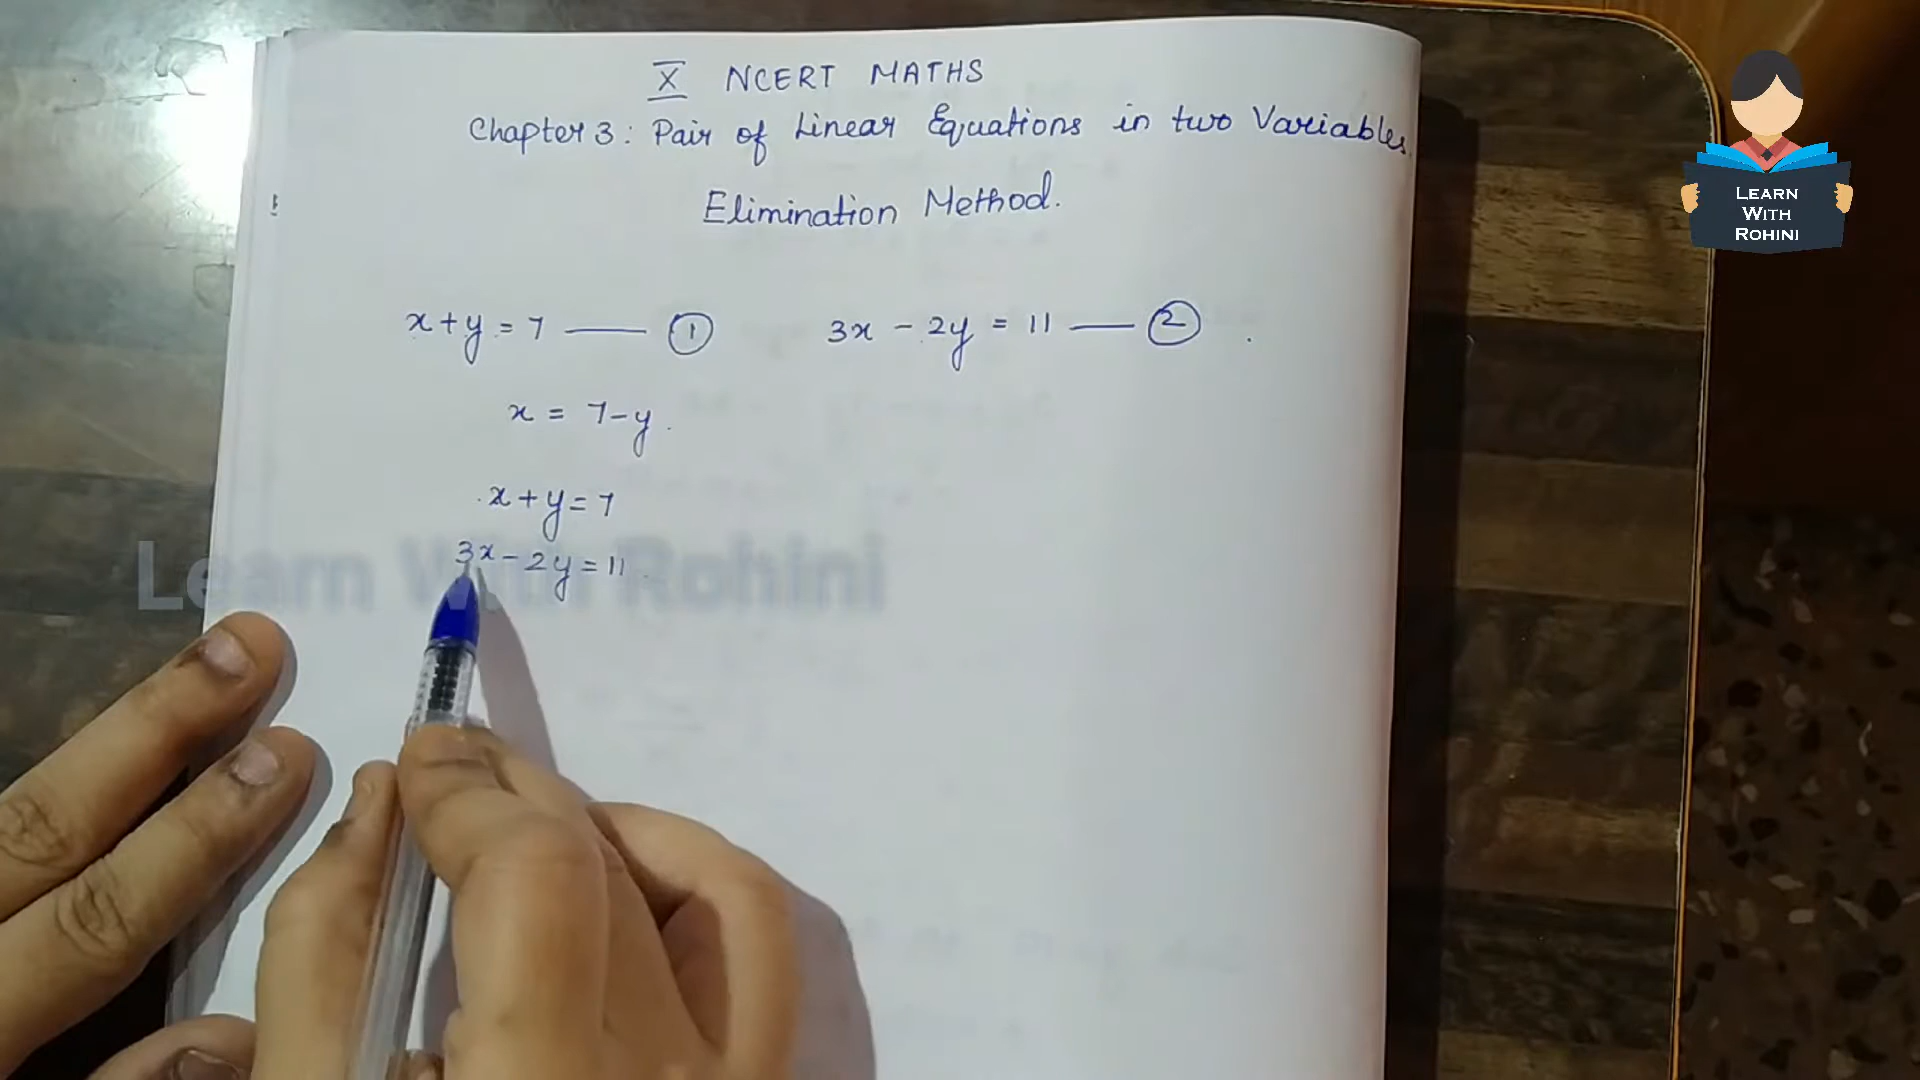 X NCERT MATHS
Chapter 3: Pair of Linear Equations in two Variables.
Elimination Method.
x+y = 7 —— ① 3x - 2y = 11 —— ②
x = 7-y.
x+y=7
3x-2y=11
Learn With Rohini
LEARN
WITH
ROHINI